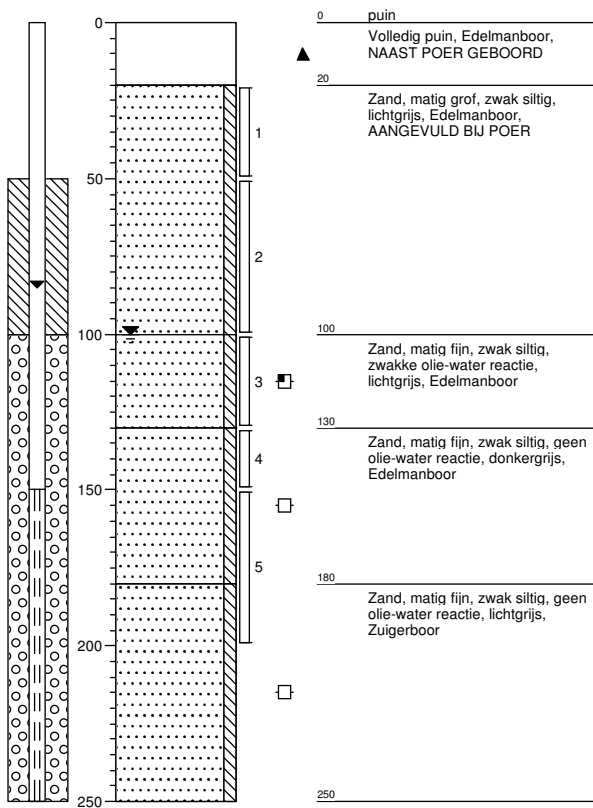 0
50
100
150
200
250
1
2
3
4
5
0 puin
Volledig puin, Edelmanboor,
NAAST POER GEBOORD
20
Zand, matig grof, zwak siltig,
lichtgrijs, Edelmanboor,
AANGEVULD BIJ POER
100
Zand, matig fijn, zwak siltig,
zwakke olie-water reactie,
lichtgrijs, Edelmanboor
130
Zand, matig fijn, zwak siltig, geen
olie-water reactie, donkergrijs,
Edelmanboor
180
Zand, matig fijn, zwak siltig, geen
olie-water reactie, lichtgrijs,
Zuigerboor
250